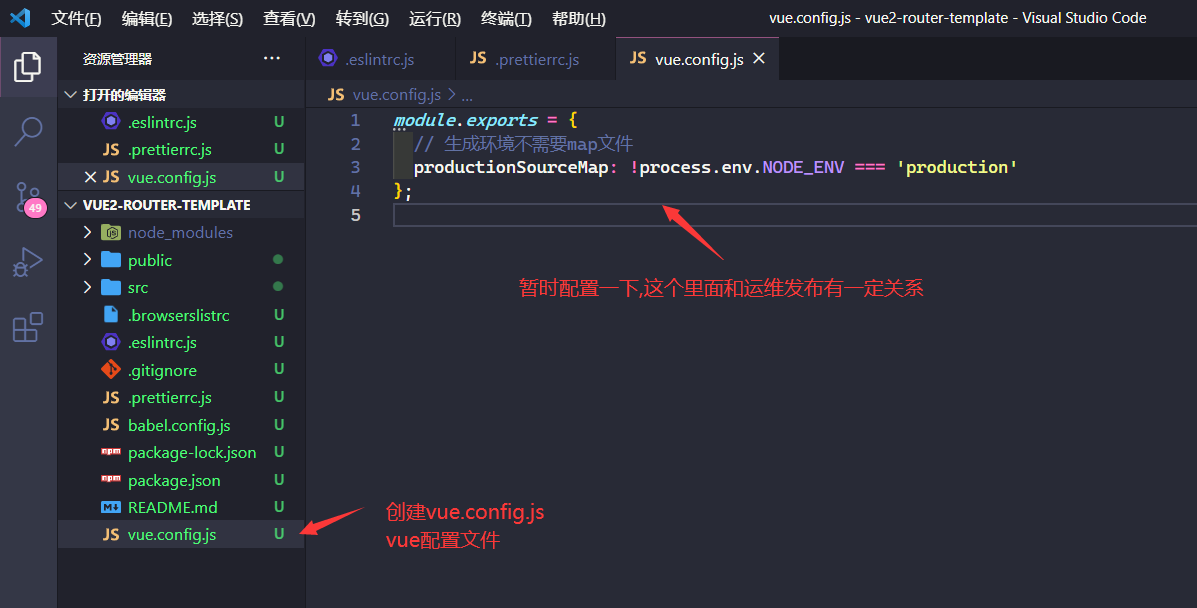 文件(F) 编辑(E) 选择(S) 查看(V) 转到(G) 运行(R) 终端(T) 帮助(H) vue.config.js - vue2-router-template - Visual Studio Code
资源管理器 ···
.eslintrc.js JS .prettierrc.js JS vue.config.js
打开的编辑器
.eslintrc.js U
JS .prettierrc.js U
JS vue.config.js U
VUE2-ROUTER-TEMPLATE
node_modules
public
src
.browserslistrc U
.eslintrc.js U
.gitignore U
JS .prettierrc.js U
JS babel.config.js U
npm package-lock.json U
npm package.json U
M↓ README.md U
JS vue.config.js U
49
JS vue.config.js > ...
1 module.exports = {
2 // 生成环境不需要map文件
3 productionSourceMap: !process.env.NODE_ENV === 'production'
4 };
5
暂时配置一下,这个里面和运维发布有一定关系
创建vue.config.js
vue配置文件